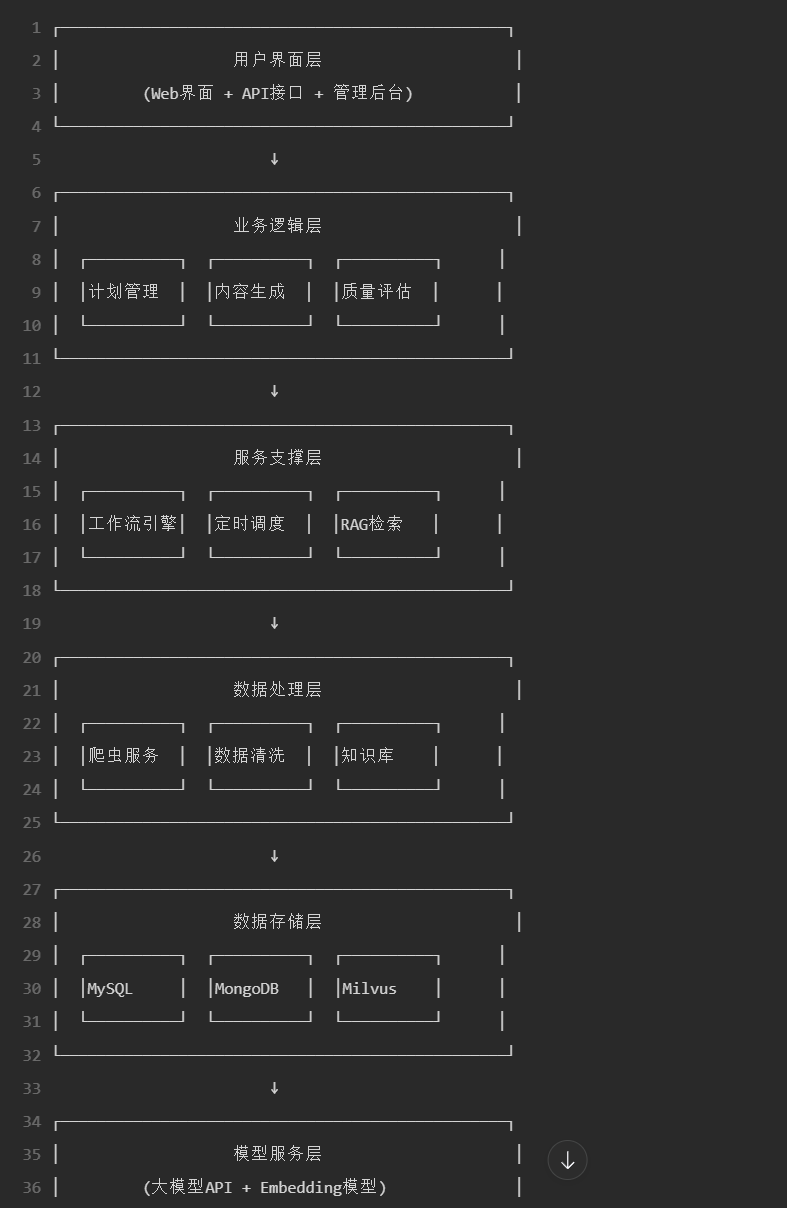 1
2 用户界面层
3 (Web界面 + API接口 + 管理后台)
4
5 ↓
6
7 业务逻辑层
8
9 计划管理 内容生成 质量评估
10
11
12 ↓
13
14 服务支撑层
15
16 工作流引擎 定时调度 RAG检索
17
18
19 ↓
20
21 数据处理层
22
23 爬虫服务 数据清洗 知识库
24
25
26 ↓
27
28 数据存储层
29
30 MySQL MongoDB Milvus
31
32
33 ↓
34
35 模型服务层
36 (大模型API + Embedding模型)